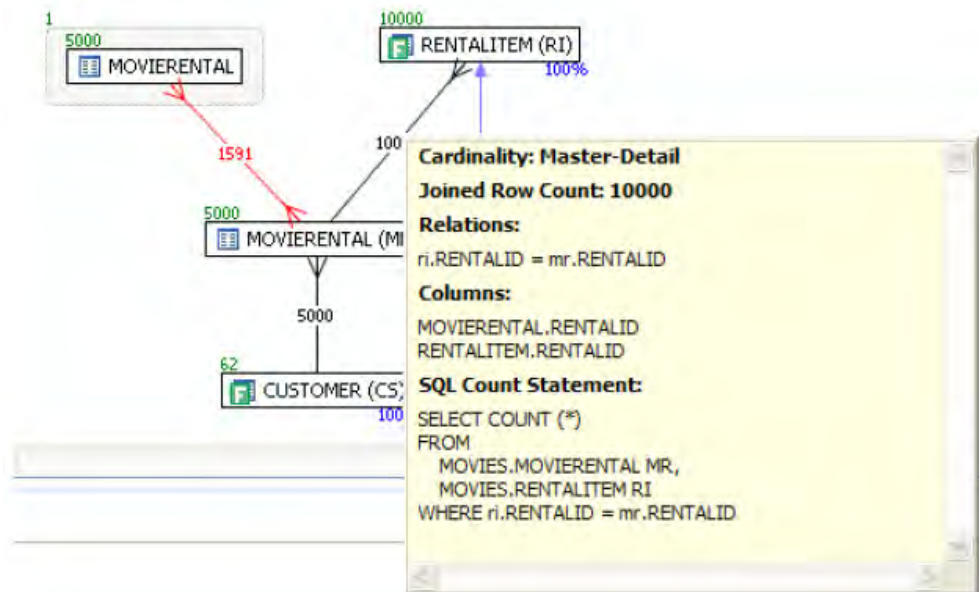 1
5000
MOVIERENTAL
10000
RENTALITEM (RI)
100%
1591
100
5000
MOVIERENTAL (M
5000
62
CUSTOMER (CS)
100
Cardinality: Master-Detail
Joined Row Count: 10000
Relations:
ri.RENTALID = mr.RENTALID
Columns:
MOVIERENTAL.RENTALID
RENTALITEM.RENTALID
SQL Count Statement:
SELECT COUNT (*)
FROM
MOVIES.MOVIERENTAL MR,
MOVIES.RENTALITEM RI
WHERE ri.RENTALID = mr.RENTALID